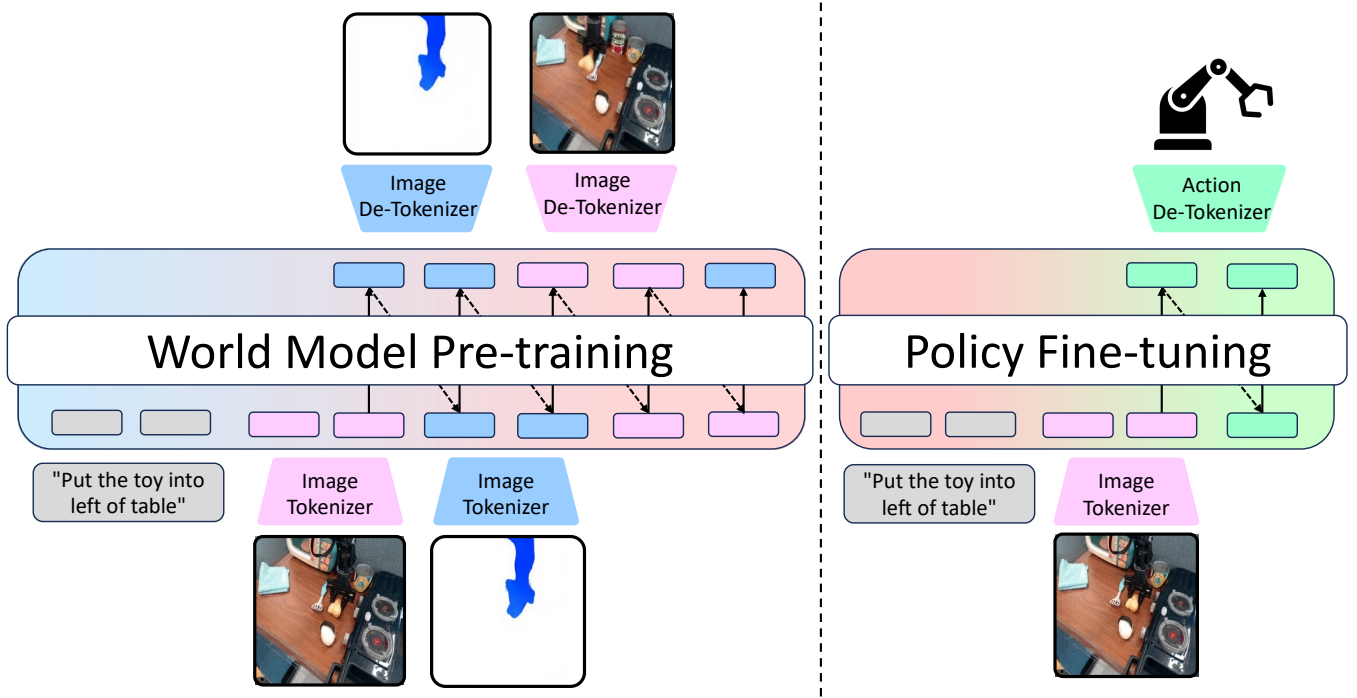 Image
De-Tokenizer
Image
De-Tokenizer
World Model Pre-training
"Put the toy into
left of table"
Image
Tokenizer
Image
Tokenizer
Action
De-Tokenizer
Policy Fine-tuning
"Put the toy into
left of table"
Image
Tokenizer